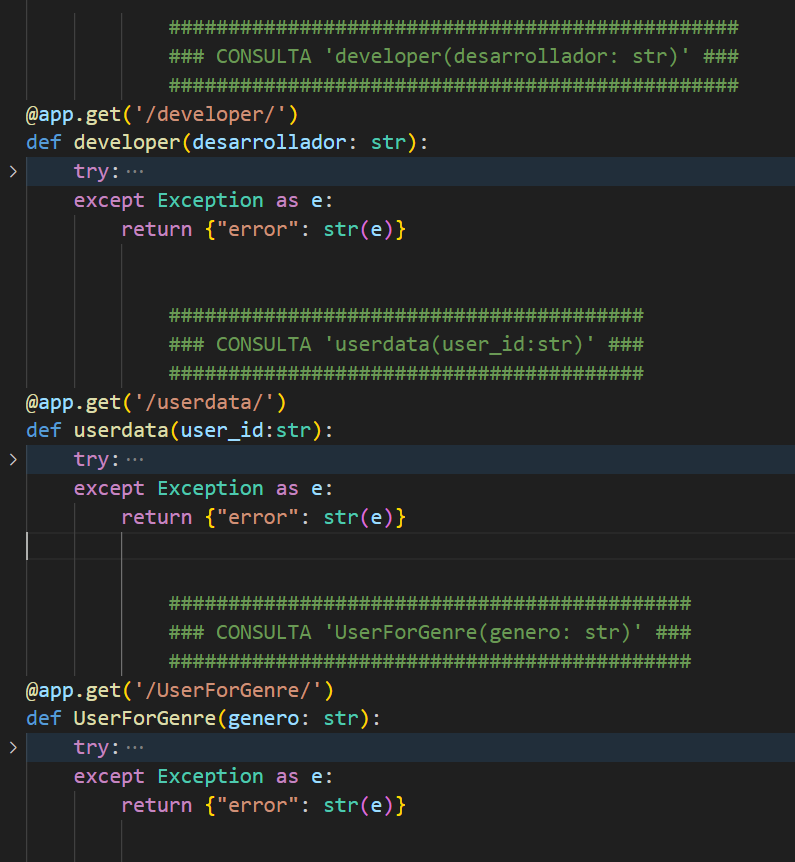 ################################################
### CONSULTA 'developer(desarrollador: str)' ###
################################################
@app.get('/developer/')
def developer(desarrollador: str):
try:···
except Exception as e:
return {"error": str(e)}
########################################
### CONSULTA 'userdata(user_id:str)' ###
########################################
@app.get('/userdata/')
def userdata(user_id:str):
try:···
except Exception as e:
return {"error": str(e)}
############################################
### CONSULTA 'UserForGenre(genero: str)' ###
############################################
@app.get('/UserForGenre/')
def UserForGenre(genero: str):
try:···
except Exception as e:
return {"error": str(e)}